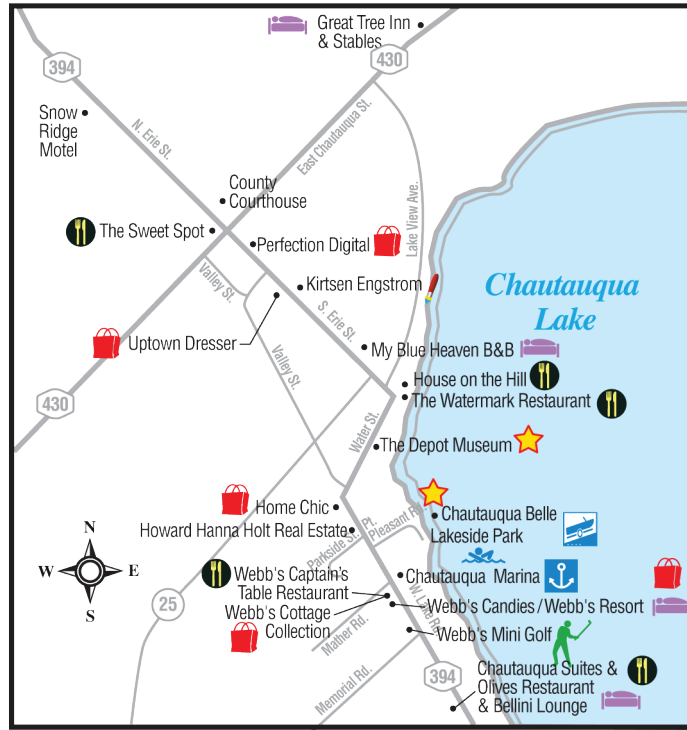 Great Tree Inn
& Stables
394
430
Snow
Ridge
Motel
N. Erie St.
East Chautauqua St.
County
Courthouse
The Sweet Spot
Perfection Digital
Lake View Ave.
Valley St.
Kirtsen Engstrom
Chautauqua
Lake
S. Erie St.
Uptown Dresser
My Blue Heaven B&B
Valley St.
House on the Hill
The Watermark Restaurant
430
Water St.
The Depot Museum
Home Chic
Chautauqua Belle
Howard Hanna Holt Real Estate
Pt.
Pleasant Rd.
Lakeside Park
Parkside St.
N
W
E
S
Webb's Captain's
Table Restaurant
Chautauqua Marina
Webb's Cottage
Collection
Webb's Candies/Webb's Resort
W. Lake Rd.
25
Mather Rd.
Webb's Mini Golf
Memorial Rd.
394
Chautauqua Suites &
Olives Restaurant
& Bellini Lounge